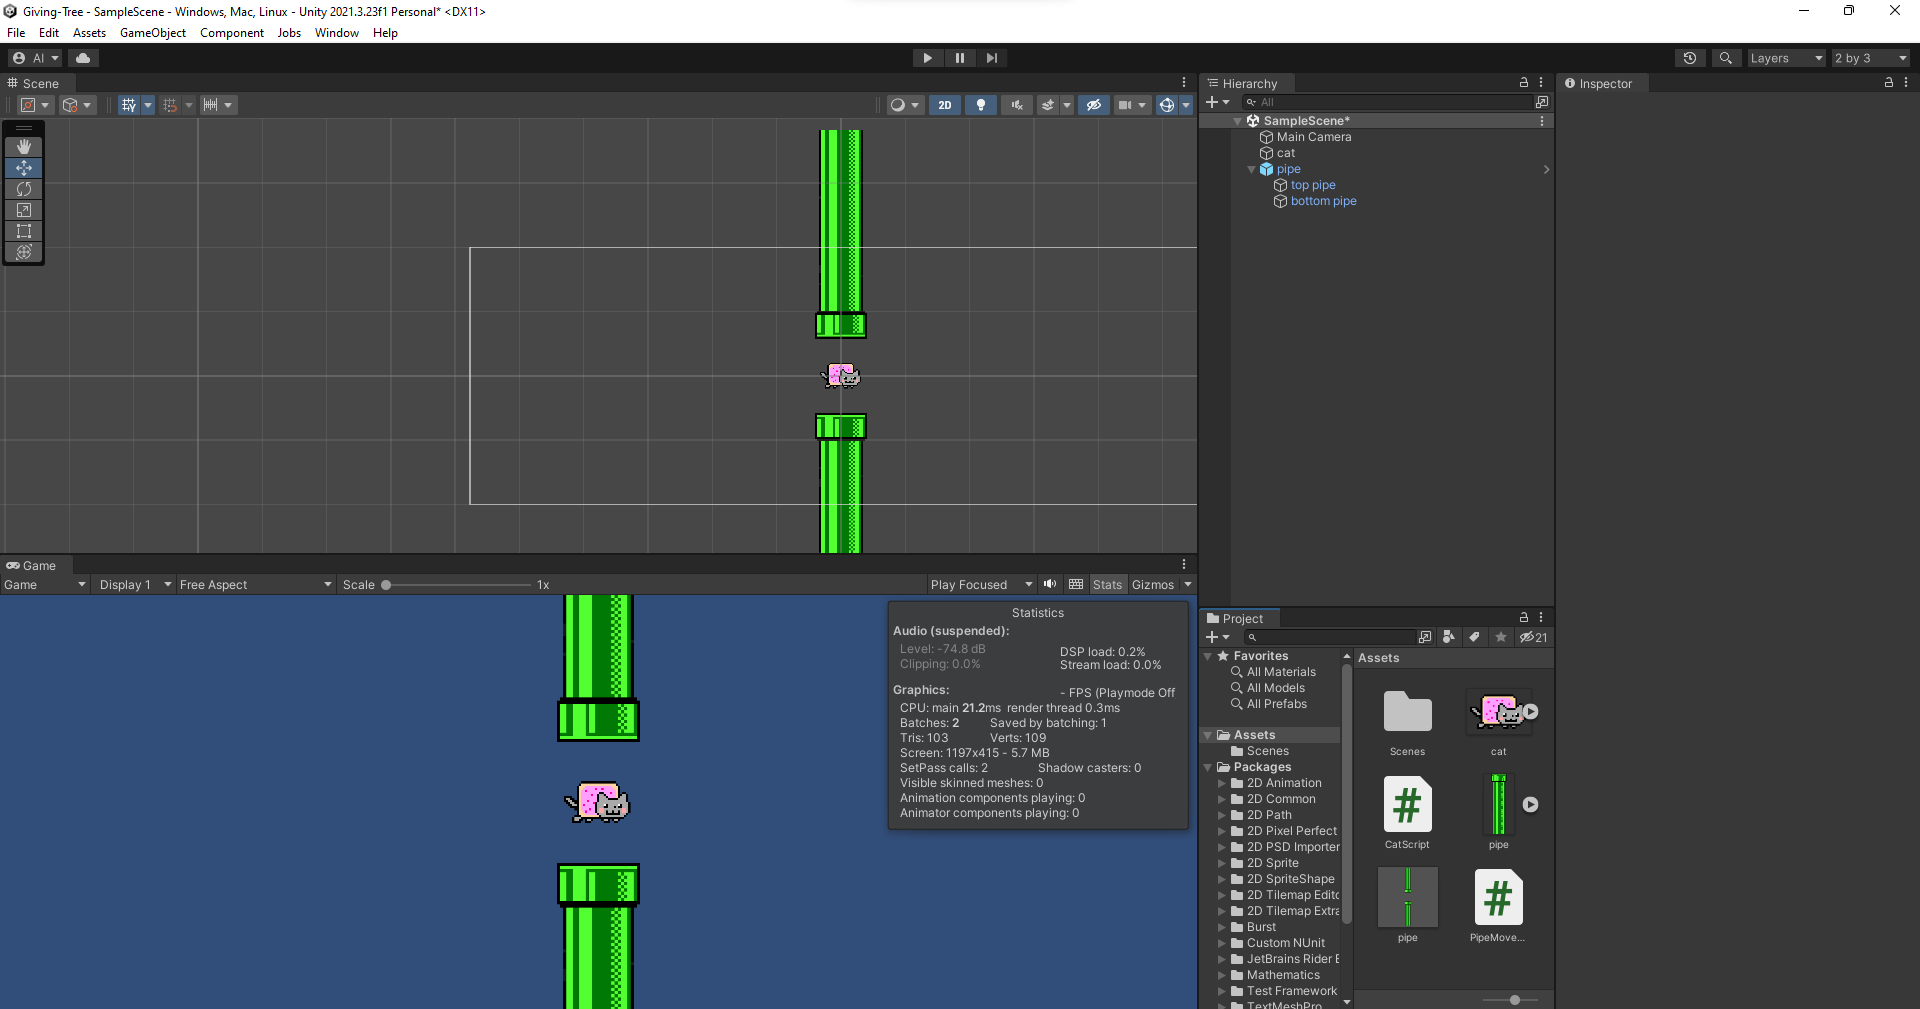 Giving-Tree - SampleScene - Windows, Mac, Linux - Unity 2021.3.23f1 Personal* <DX11>
File Edit Assets GameObject Component Jobs Window Help
AI Layers 2 by 3
Scene
2D
Hierarchy
All
SampleScene*
Main Camera
cat
pipe
top pipe
bottom pipe
Inspector
Game
Game Display 1 Free Aspect Scale 1x Play Focused Stats Gizmos
Statistics
Audio (suspended):
Level: -74.8 dB DSP load: 0.2%
Clipping: 0.0% Stream load: 0.0%
Graphics: - FPS (Playmode Off
CPU: main 21.2ms render thread 0.3ms
Batches: 2 Saved by batching: 1
Tris: 103 Verts: 109
Screen: 1197x415 - 5.7 MB
SetPass calls: 2 Shadow casters: 0
Visible skinned meshes: 0
Animation components playing: 0
Animator components playing: 0
Project
21
Favorites
All Materials
All Models
All Prefabs
Assets
Scenes
Packages
2D Animation
2D Common
2D Path
2D Pixel Perfect
2D PSD Importer
2D Sprite
2D SpriteShape
2D Tilemap Edito
2D Tilemap Extra
Burst
Custom NUnit
JetBrains Rider E
Mathematics
Test Framework
TextMeshPro
Assets
Scenes
cat
CatScript
pipe
pipe
PipeMove...